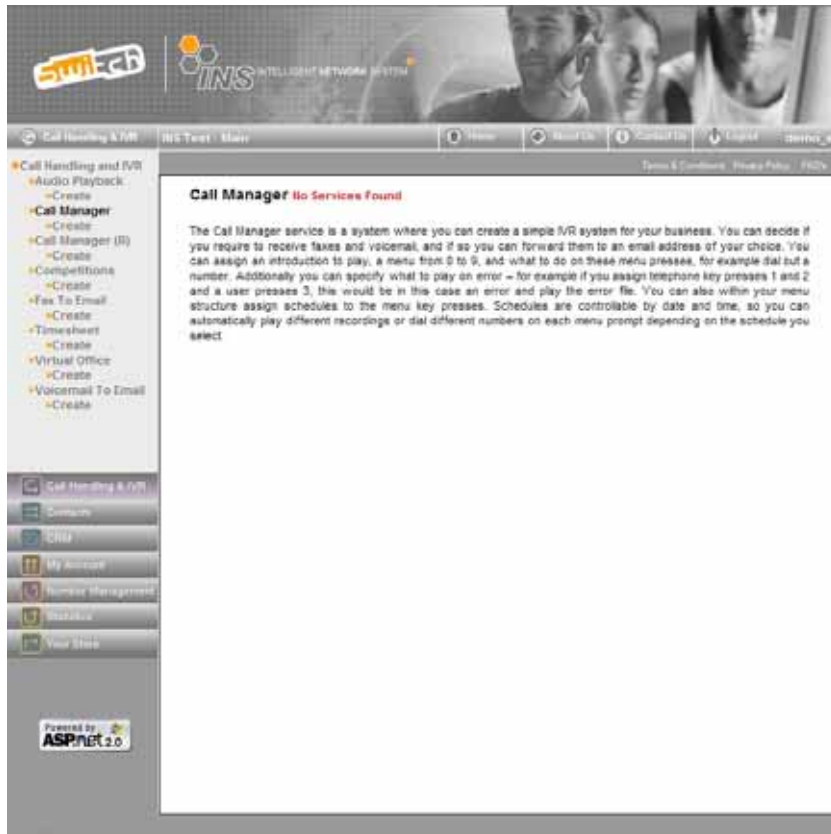 switch
INS INTELLIGENT NETWORK SYSTEM
Call Handling & IVR
INS Test - Main
Home
About Us
Contact Us
Logout
Terms & Conditions Privacy Policy FAQ's
Call Handling and IVR
Audio Playback
Create
Call Manager
Create
Call Manager (R)
Create
Competitions
Create
Fax To Email
Create
Timesheet
Create
Virtual Office
Create
Voicemail To Email
Create
Call Manager No Services Found
The Call Manager service is a system where you can create a simple IVR system for your business. You can decide if
you require to receive faxes and voicemail, and if so you can forward them to an email address of your choice. You
can assign an introduction to play, a menu from 0 to 9, and what to do on these menu presses, for example dial out a
number. Additionally you can specify what to play on error – for example if you assign telephone key presses 1 and 2
and a user presses 3, this would be in this case an error and play the error file. You can also within your menu
structure assign schedules to the menu key presses. Schedules are controllable by date and time, so you can
automatically play different recordings or dial different numbers on each menu prompt depending on the schedule you
select
Call Handling & IVR
Contacts
CRM
My Account
Number Management
Statistics
Your Store
Powered by
ASP.net 2.0